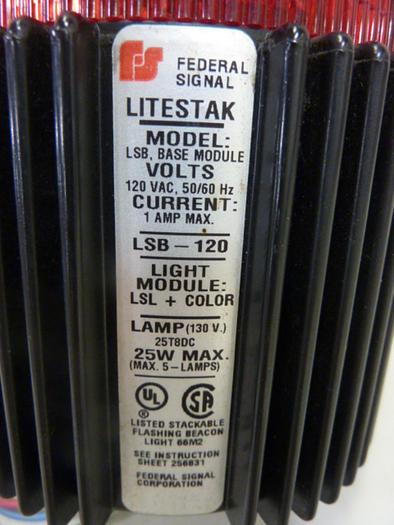 FEDERAL
SIGNAL
LITESTAK
MODEL:
LSB, BASE MODULE
VOLTS
120 VAC, 50/60 Hz
CURRENT:
1 AMP MAX.
LSB - 120
LIGHT
MODULE:
LSL + COLOR
LAMP (130 V.)
25T8DC
25W MAX.
(MAX. 5-LAMPS)
UL ® SA
LISTED STACKABLE
FLASHING BEACON
LIGHT 66M2
SEE INSTRUCTION
SHEET 256831
FEDERAL SIGNAL
CORPORATION